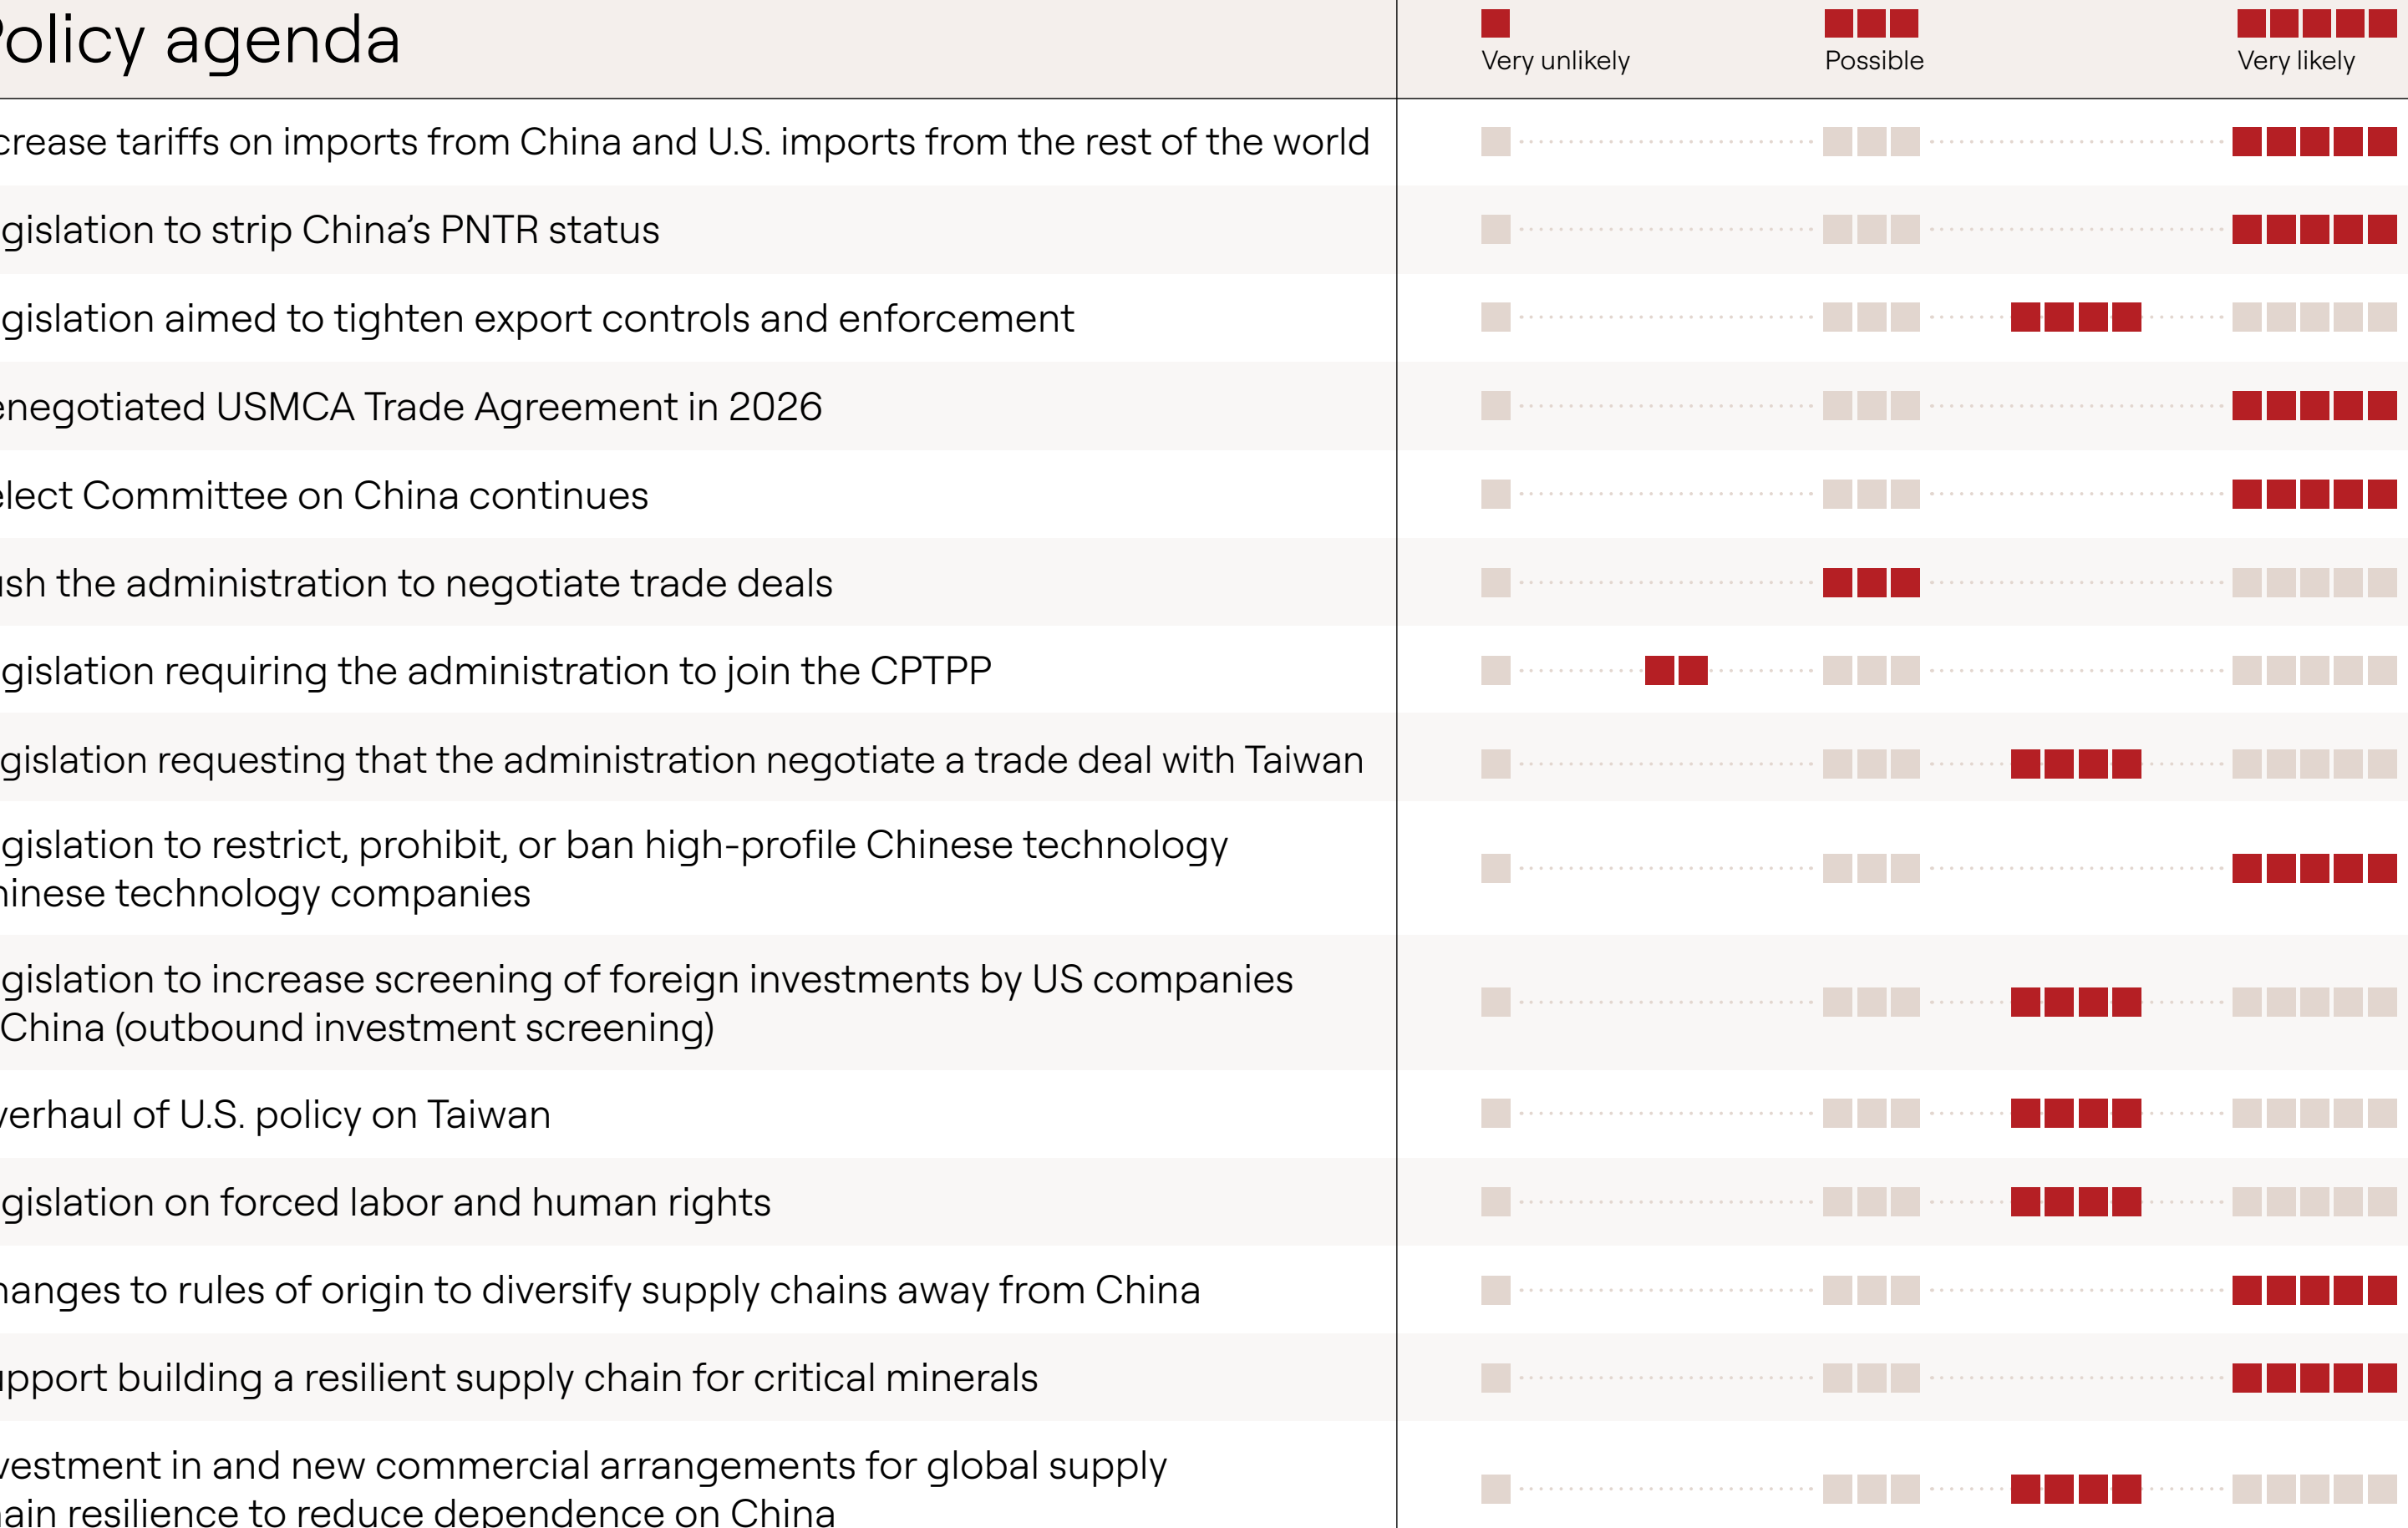 Policy agenda
Very unlikely
Possible
Very likely
crease tariffs on imports from China and U.S. imports from the rest of the world
gislation to strip China's PNTR status
gislation aimed to tighten export controls and enforcement
enegotiated USMCA Trade Agreement in 2026
elect Committee on China continues
ush the administration to negotiate trade deals
gislation requiring the administration to join the CPTPP
gislation requesting that the administration negotiate a trade deal with Taiwan
gislation to restrict, prohibit, or ban high-profile Chinese technology
hinese technology companies
gislation to increase screening of foreign investments by US companies
China (outbound investment screening)
verhaul of U.S. policy on Taiwan
gislation on forced labor and human rights
hanges to rules of origin to diversify supply chains away from China
upport building a resilient supply chain for critical minerals
vestment in and new commercial arrangements for global supply
hain resilience to reduce dependence on China